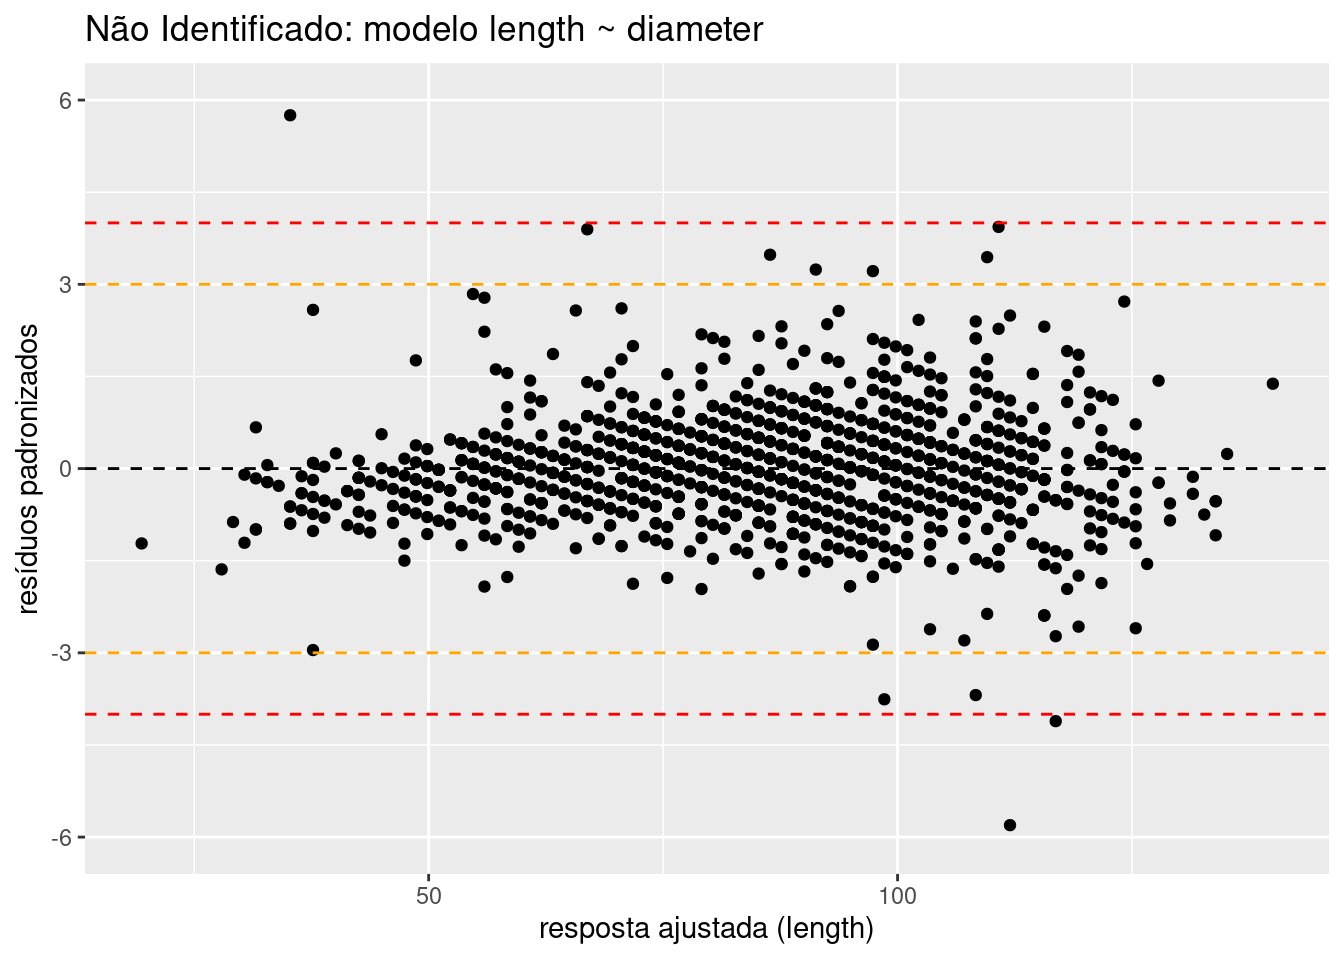 Não Identificado: modelo length ~ diameter
6
3
0
-3
-6
resíduos padronizados
50
100
resposta ajustada (length)